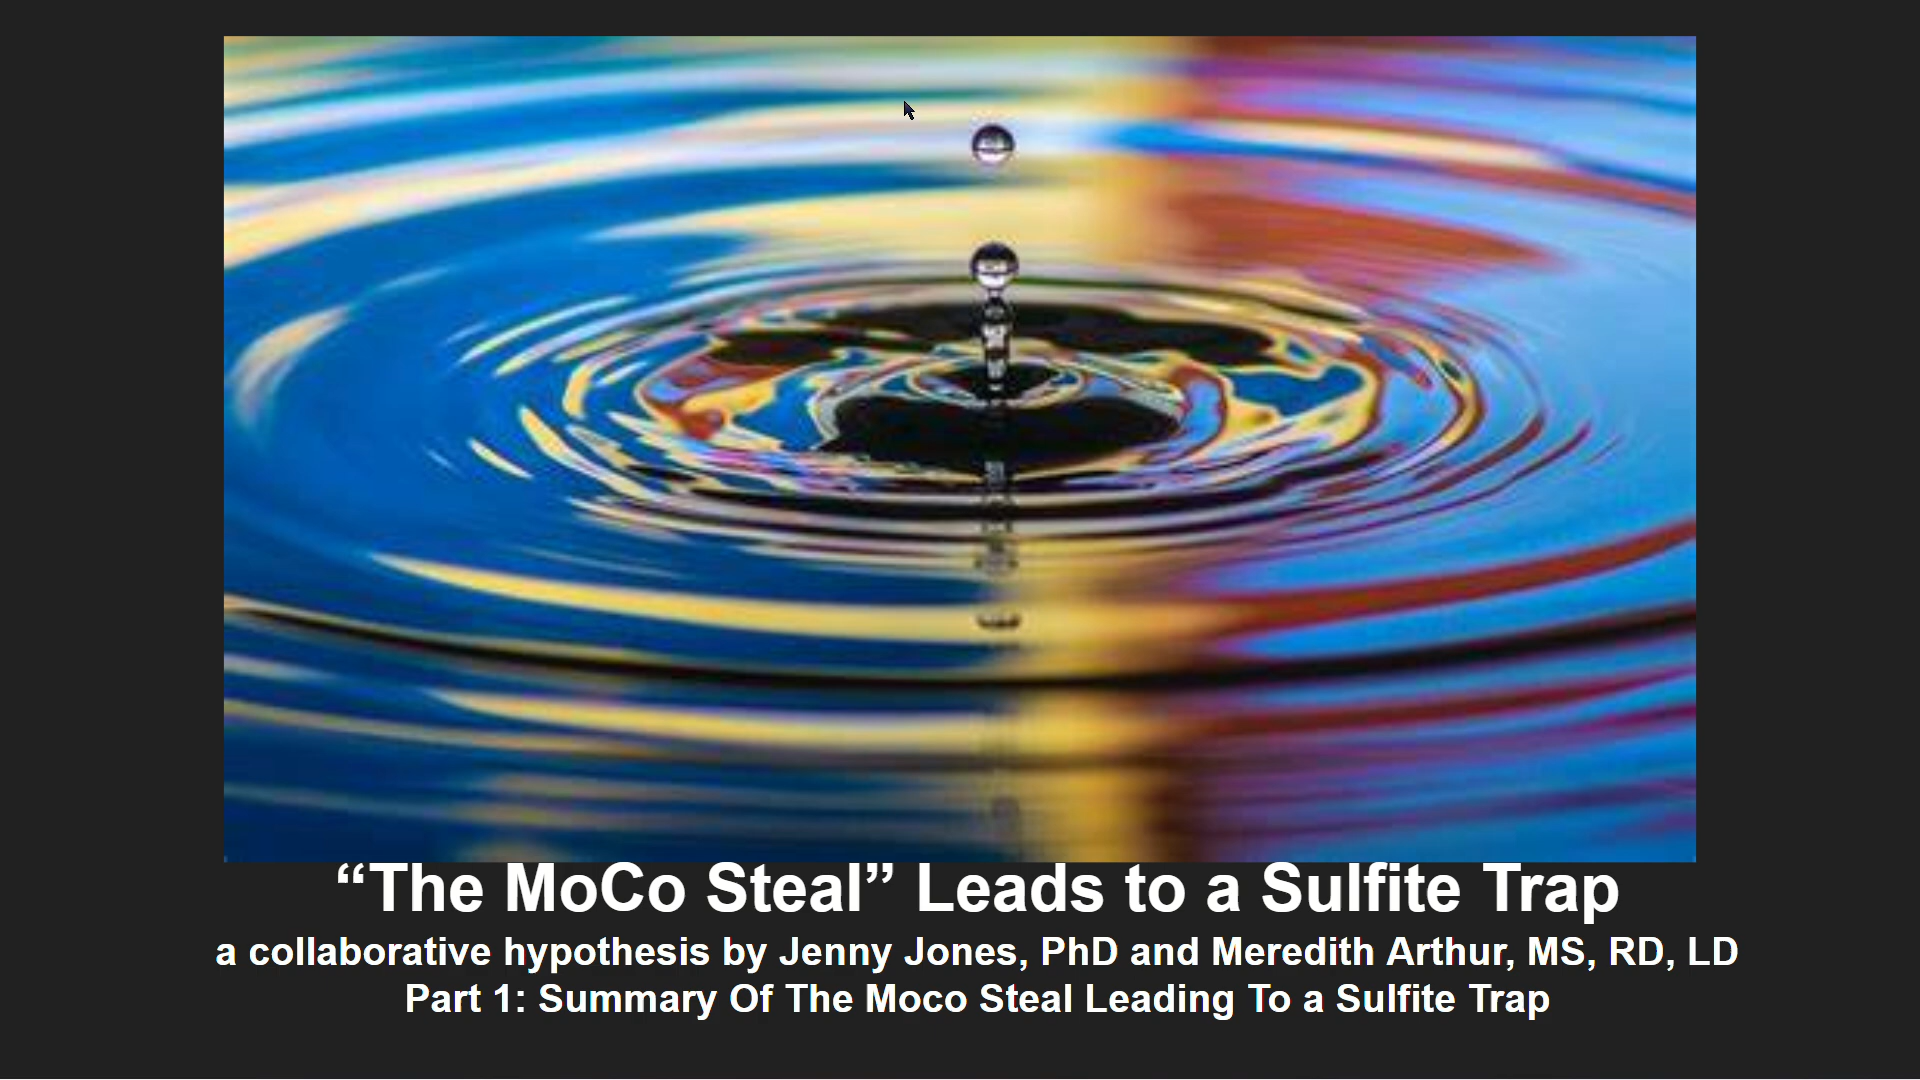 “The MoCo Steal” Leads to a Sulfite Trap
a collaborative hypothesis by Jenny Jones, PhD and Meredith Arthur, MS, RD, LD
Part 1: Summary Of The Moco Steal Leading To a Sulfite Trap